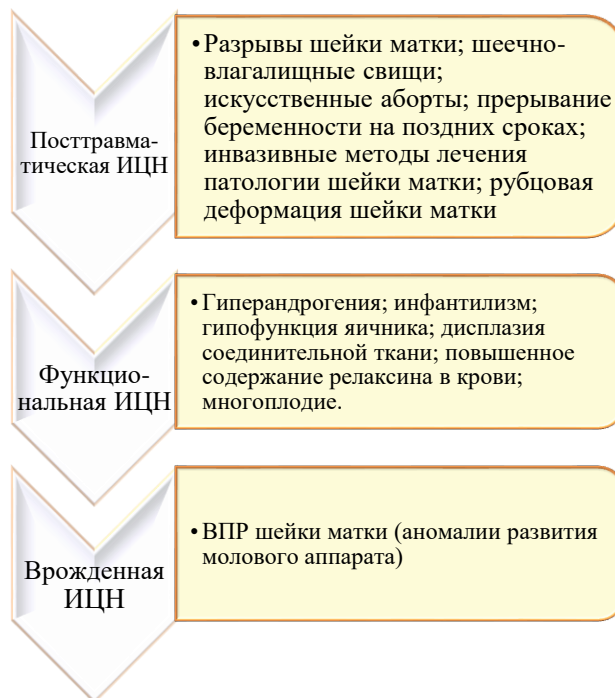 Посттравма-
тическая ИЦН
•Разрывы шейки матки; шеечно-
влагалищные свищи;
искусственные аборты; прерывание
беременности на поздних сроках;
инвазивные методы лечения
патологии шейки матки; рубцовая
деформация шейки матки
Функцио-
нальная ИЦН
•Гиперандрогения; инфантилизм;
гипофункция яичника; дисплазия
соединительной ткани; повышенное
содержание релаксина в крови;
многоплодие.
Врожденная
ИЦН
•ВПР шейки матки (аномалии развития
молового аппарата)